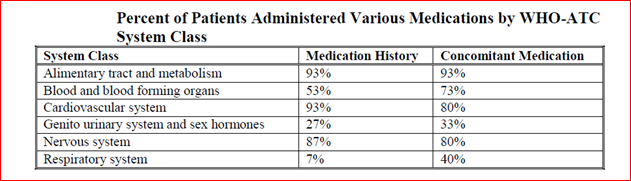 Percent of Patients Administered Various Medications by WHO-ATC
System Class
System Class Medication History Concomitant Medication
Alimentary tract and metabolism 93% 93%
Blood and blood forming organs 53% 73%
Cardiovascular system 93% 80%
Genito urinary system and sex hormones 27% 33%
Nervous system 87% 80%
Respiratory system 7% 40%